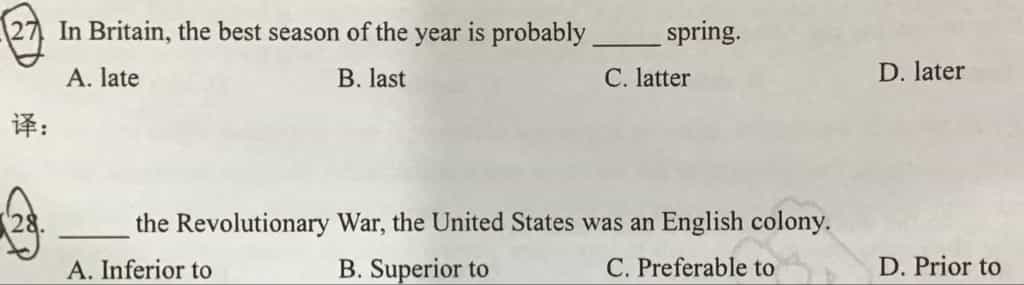 27. In Britain, the best season of the year is probably _____ spring.
A. late B. last C. latter D. later
译：
28. _____ the Revolutionary War, the United States was an English colony.
A. Inferior to B. Superior to C. Preferable to D. Prior to